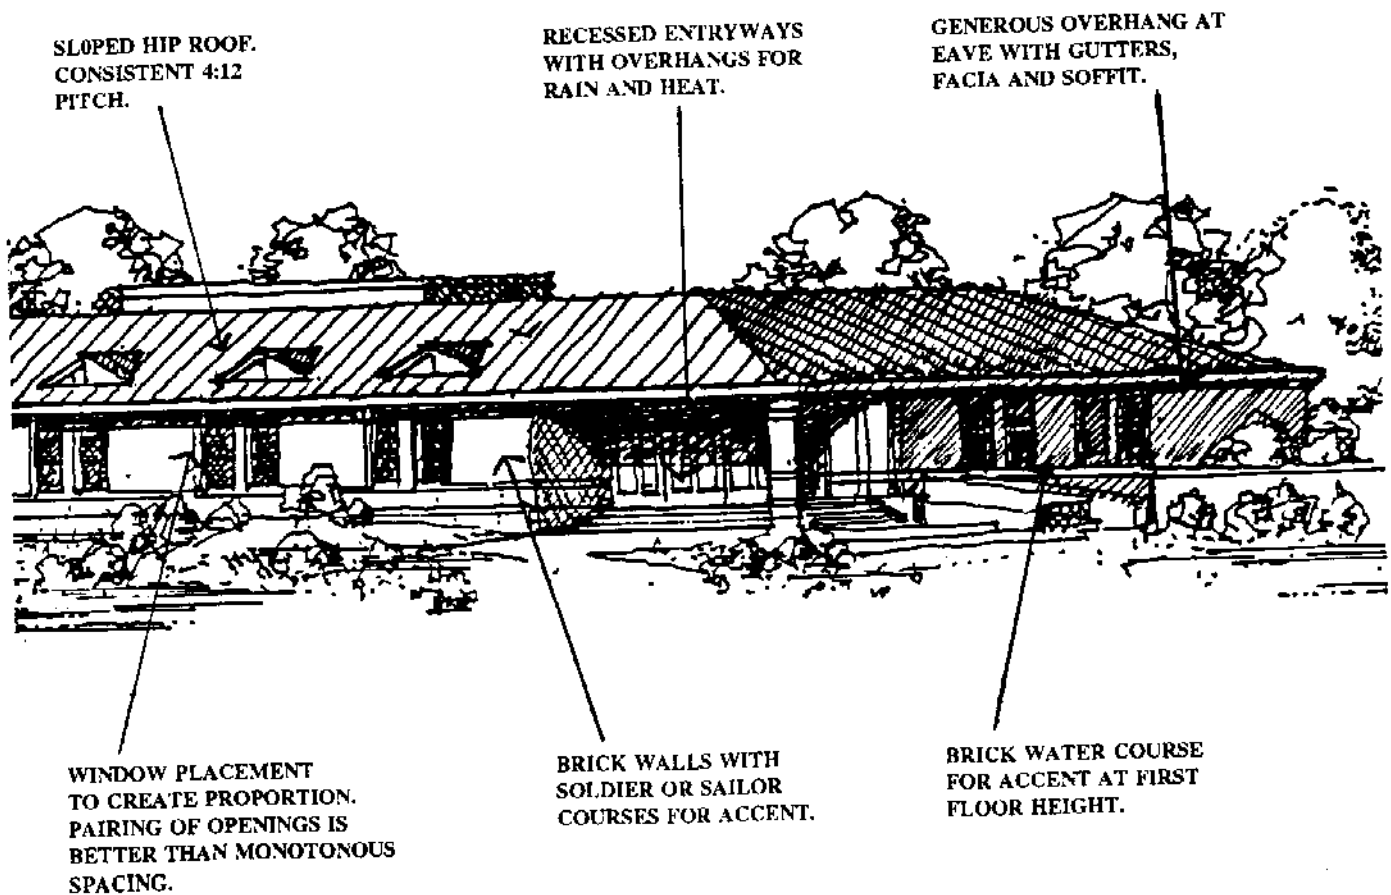 SLOPED HIP ROOF.
CONSISTENT 4:12
PITCH.
RECESSED ENTRYWAYS
WITH OVERHANGS FOR
RAIN AND HEAT.
GENEROUS OVERHANG AT
EAVE WITH GUTTERS,
FACIA AND SOFFIT.
WINDOW PLACEMENT
TO CREATE PROPORTION.
PAIRING OF OPENINGS IS
BETTER THAN MONOTONOUS
SPACING.
BRICK WALLS WITH
SOLDIER OR SAILOR
COURSES FOR ACCENT.
BRICK WATER COURSE
FOR ACCENT AT FIRST
FLOOR HEIGHT.